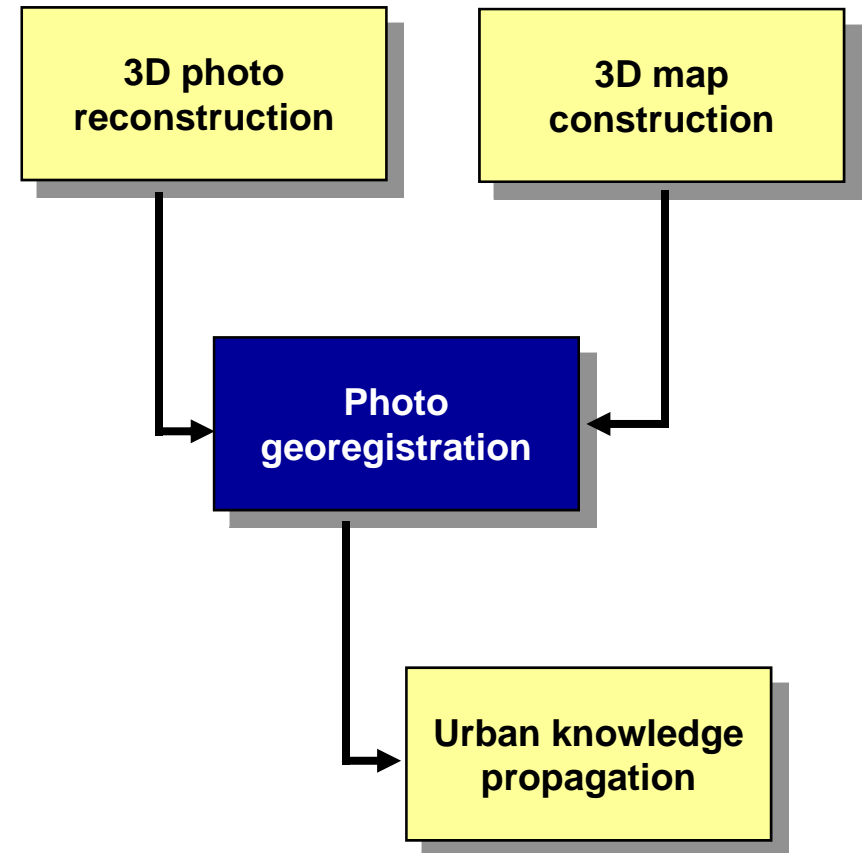 3D photo
reconstruction
3D map
construction
Photo
georegistration
Urban knowledge
propagation